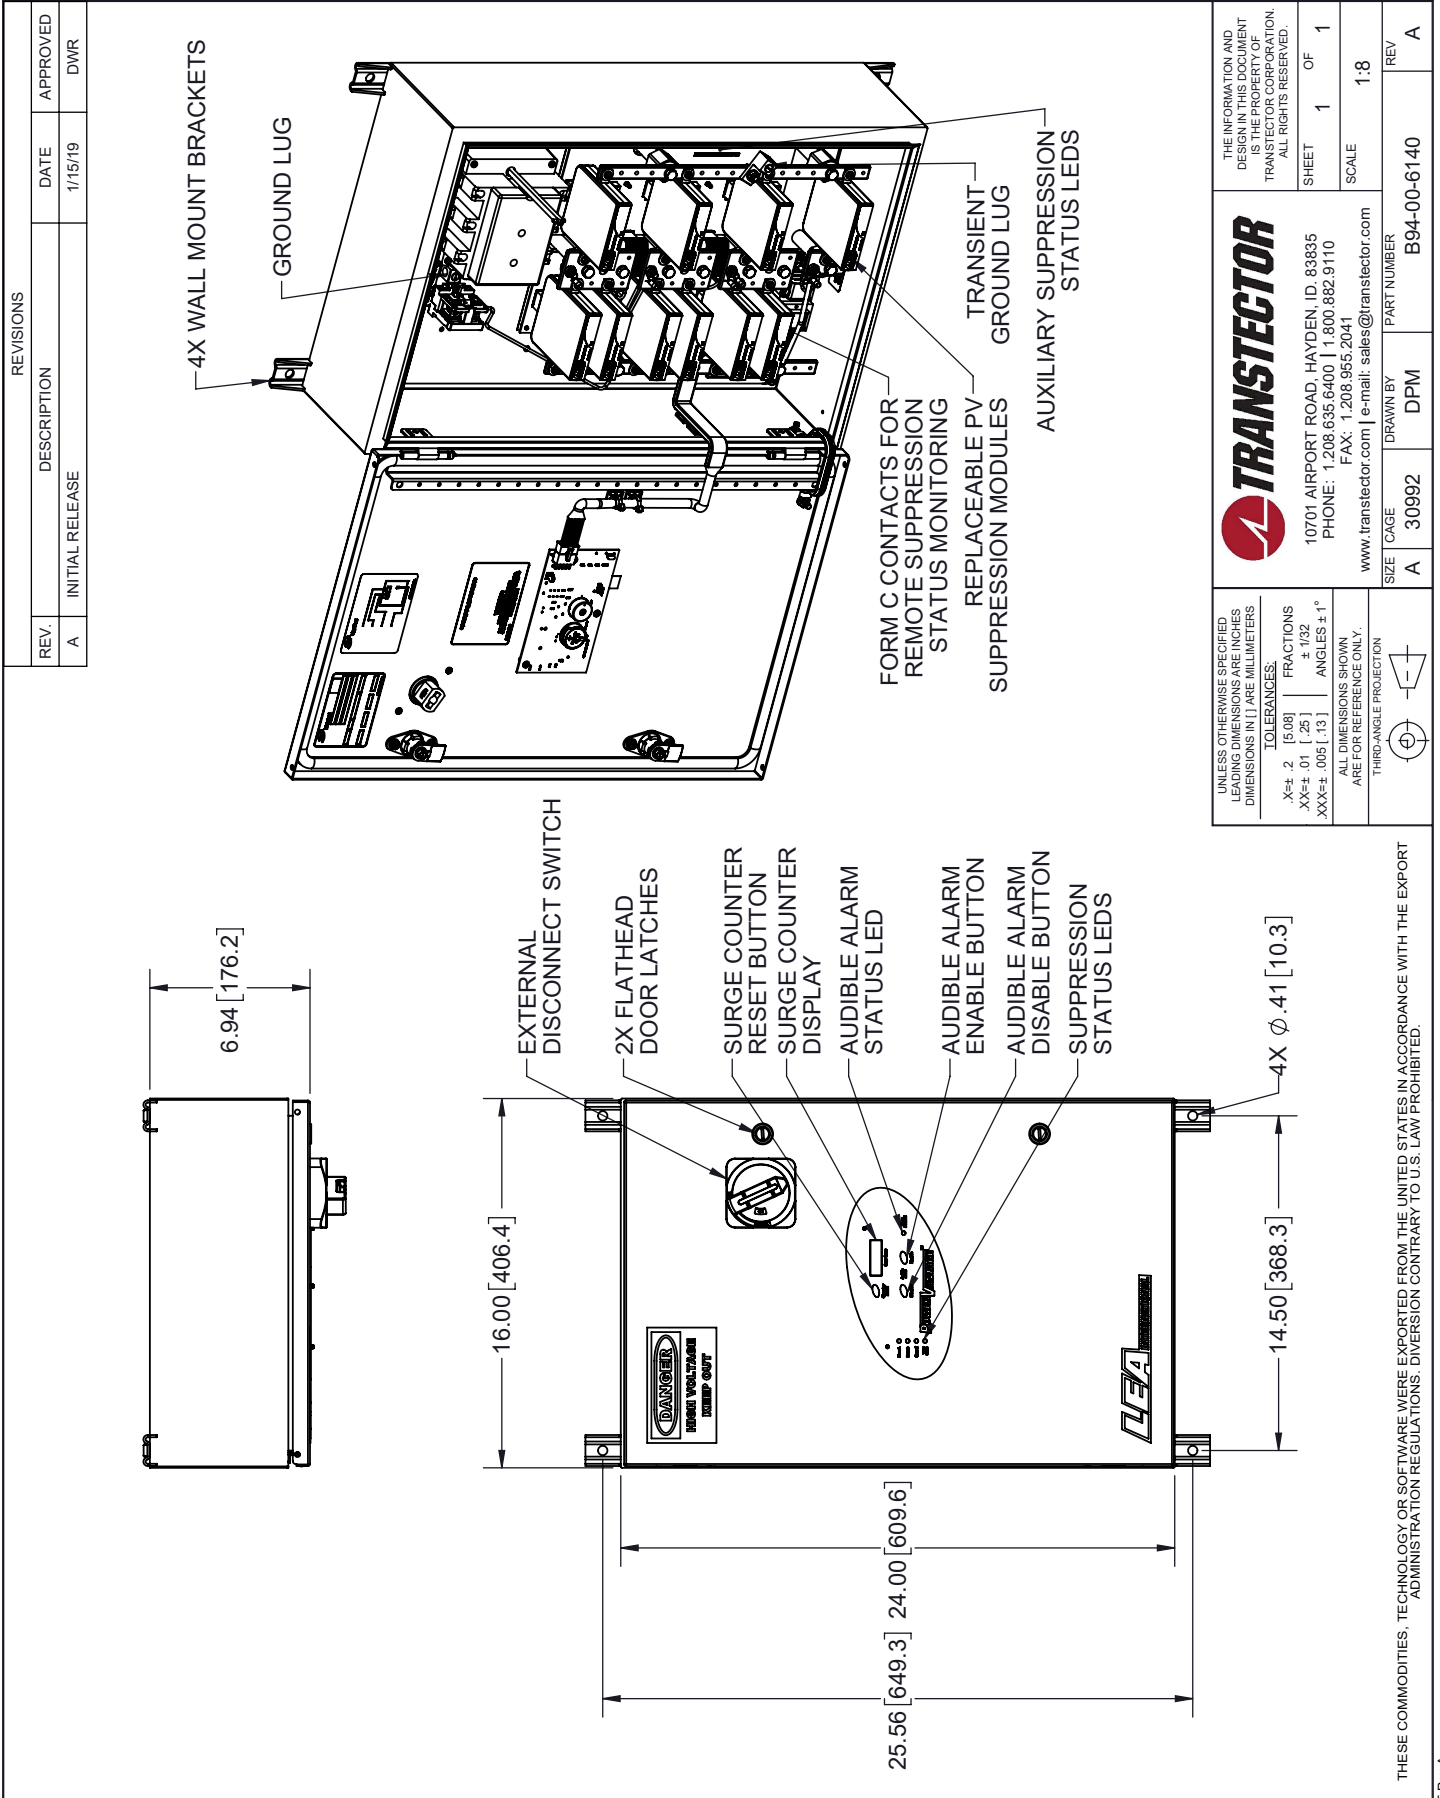 REVISIONS
REV.
DESCRIPTION
DATE
APPROVED
A
INITIAL RELEASE
1/15/19
DWR
6.94 [176.2]
16.00 [406.4]
EXTERNAL
DISCONNECT SWITCH
2X FLATHEAD
DOOR LATCHES
SURGE COUNTER
RESET BUTTON
SURGE COUNTER
DISPLAY
AUDIBLE ALARM
STATUS LED
AUDIBLE ALARM
ENABLE BUTTON
AUDIBLE ALARM
DISABLE BUTTON
SUPPRESSION
STATUS LEDS
4X ⌀.41 [10.3]
14.50 [368.3]
24.00 [609.6]
25.56 [649.3]
DANGER
HIGH VOLTAGE
KEEP OUT
LEA
4X WALL MOUNT BRACKETS
GROUND LUG
FORM C CONTACTS FOR
REMOTE SUPPRESSION
STATUS MONITORING
REPLACEABLE PV
SUPPRESSION MODULES
TRANSIENT
GROUND LUG
AUXILIARY SUPPRESSION
STATUS LEDS
THESE COMMODITIES, TECHNOLOGY OR SOFTWARE WERE EXPORTED FROM THE UNITED STATES IN ACCORDANCE WITH THE EXPORT
ADMINISTRATION REGULATIONS. DIVERSION CONTRARY TO U.S. LAW PROHIBITED.
UNLESS OTHERWISE SPECIFIED
LEADING DIMENSIONS ARE INCHES
DIMENSIONS IN [ ] ARE MILLIMETERS
TOLERANCES:
.X=± .2 [5.08]
.XX=± .01 [ .25 ]
.XXX=± .005 [ .13 ]
FRACTIONS
± 1/32
ANGLES ± 1°
ALL DIMENSIONS SHOWN
ARE FOR REFERENCE ONLY.
THIRD-ANGLE PROJECTION
TRANSTECTOR
10701 AIRPORT ROAD, HAYDEN, ID. 83835
PHONE: 1.208.635.6400 | 1.800.882.9110
FAX: 1.208.955.2041
www.transtector.com | e-mail: sales@transtector.com
THE INFORMATION AND
DESIGN IN THIS DOCUMENT
IS THE PROPERTY OF
TRANSTECTOR CORPORATION.
ALL RIGHTS RESERVED.
SHEET 1 OF 1
SCALE 1:8
SIZE
A
CAGE
30992
DRAWN BY
DPM
PART NUMBER
B94-00-6140
REV
A